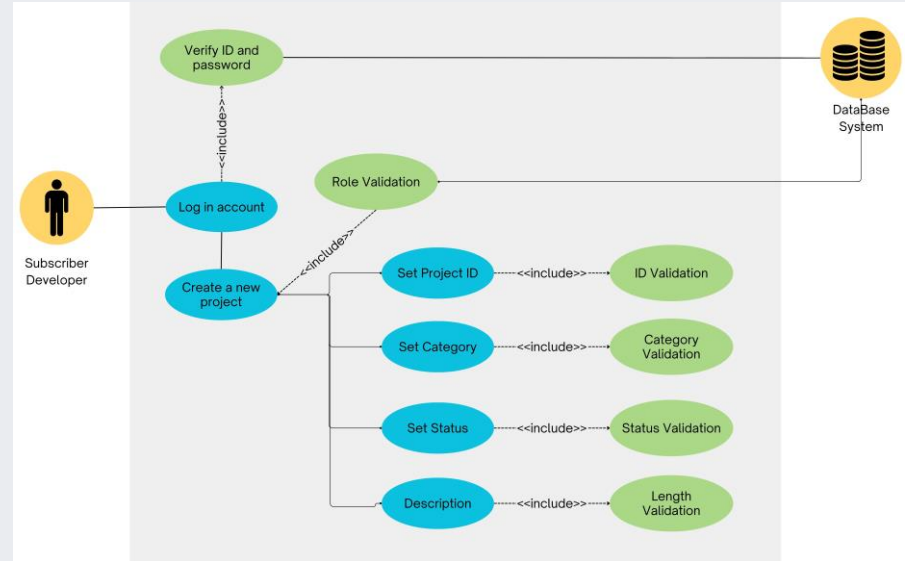 Verify ID and
password
DataBase
System
<<include>>
Role Validation
Log in account
Subscriber
Developer
<<include>>
Create a new
project
Set Project ID
<<include>>
ID Validation
Set Category
<<include>>
Category
Validation
Set Status
<<include>>
Status Validation
Description
<<include>>
Length
Validation